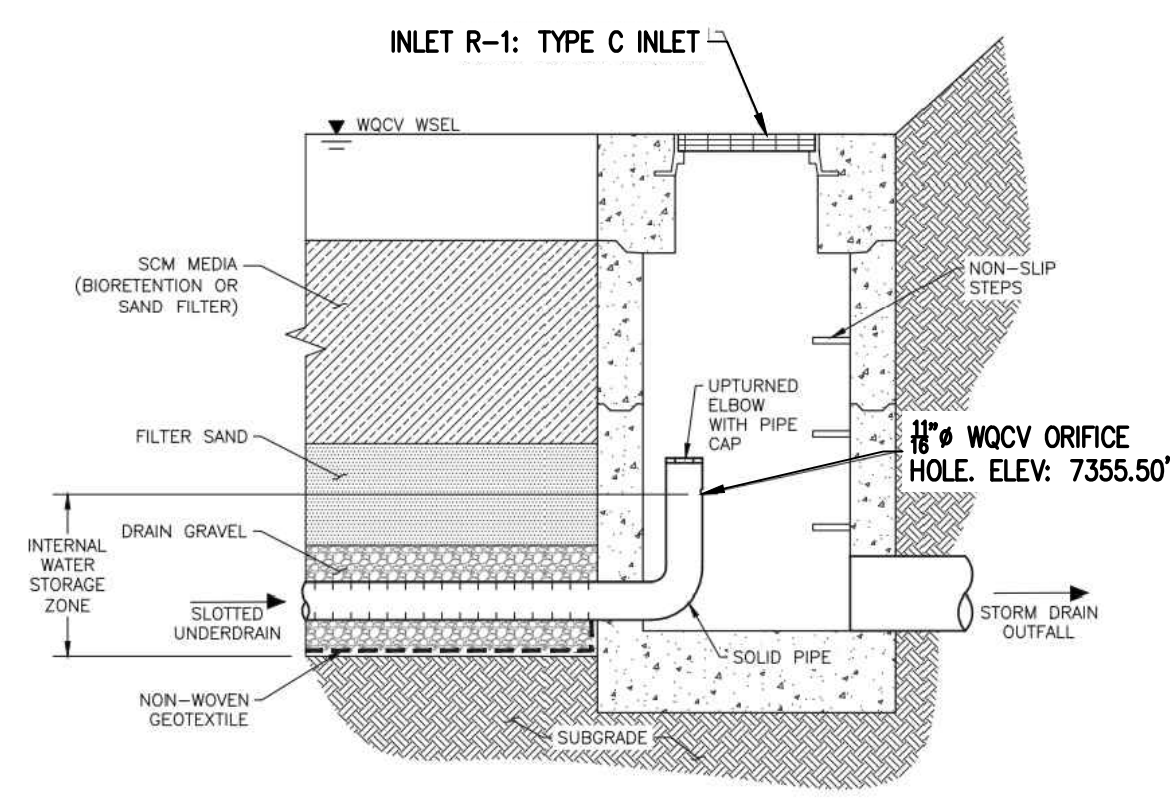 INLET R-1: TYPE C INLET
WQCV WSEL
SCM MEDIA
(BIORETENTION OR
SAND FILTER)
NON-SLIP
STEPS
UPTURNED
ELBOW
WITH PIPE
CAP
11/16"ø WQCV ORIFICE
HOLE. ELEV: 7355.50'
FILTER SAND
DRAIN GRAVEL
INTERNAL
WATER
STORAGE
ZONE
SLOTTED
UNDERDRAIN
STORM DRAIN
OUTFALL
SOLID PIPE
NON-WOVEN
GEOTEXTILE
SUBGRADE